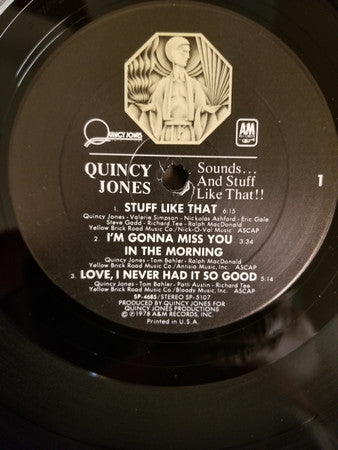 QUINCY JONES
A&M
RECORDS
QUINCY
JONES
Sounds...
And Stuff
Like That!!
1
1. STUFF LIKE THAT 6:15
Quincy Jones - Valerie Simpson - Nickolas Ashford - Eric Gale
Steve Gadd - Richard Tee - Ralph MacDonald
Yellow Brick Road Music Co./Nick-O-Val Music ASCAP
2. I'M GONNA MISS YOU 3:34
IN THE MORNING
Quincy Jones - Tom Bahler - Ralph MacDonald
Yellow Brick Road Music Co./Antisia Music, Inc. ASCAP
3. LOVE, I NEVER HAD IT SO GOOD 5:14
Quincy Jones - Tom Bahler - Patti Austin - Richard Tee
Yellow Brick Road Music Co./Bloody Music, Inc. ASCAP
SP-4685/STEREO SP-5107
PRODUCED BY QUINCY JONES FOR
QUINCY JONES PRODUCTIONS
℗©1978 A&M RECORDS, INC.
Printed in U.S.A.